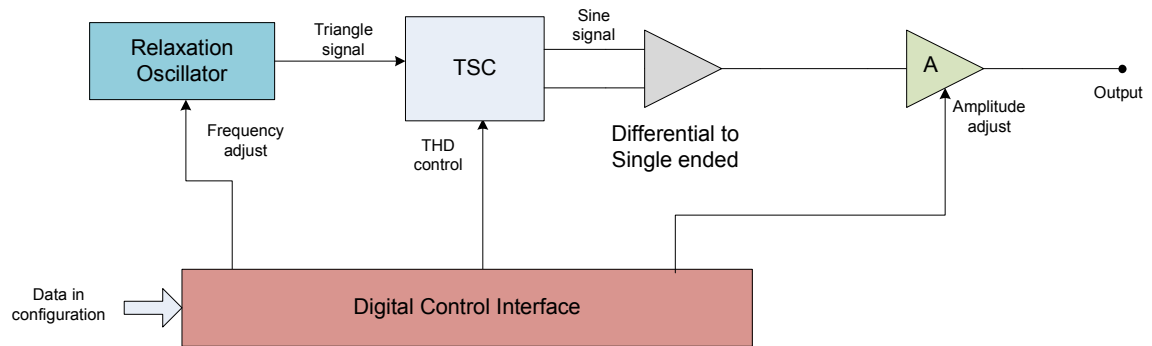 Relaxation
Oscillator
Triangle
signal
TSC
Sine
signal
A
Output
Frequency
adjust
THD
control
Differential to
Single ended
Amplitude
adjust
Data in
configuration
Digital Control Interface